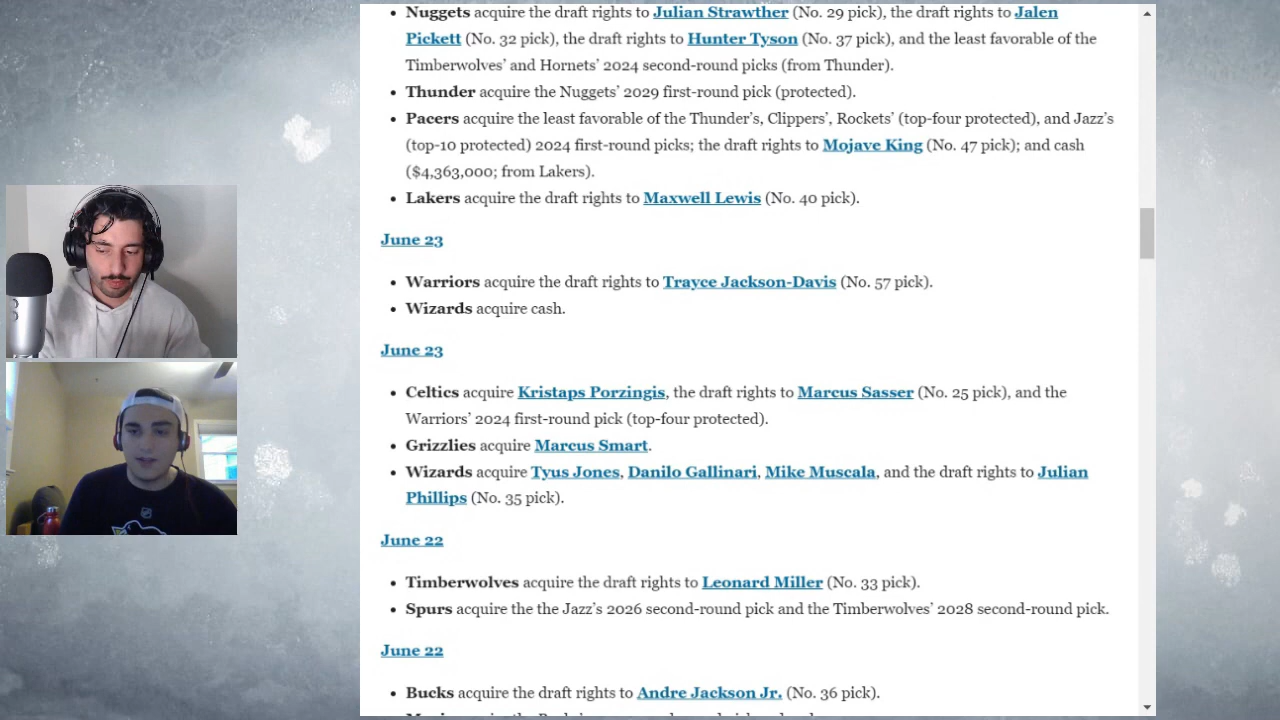 Nuggets acquire the draft rights to Julian Strawther (No. 29 pick), the draft rights to Jalen
Pickett (No. 32 pick), the draft rights to Hunter Tyson (No. 37 pick), and the least favorable of the
Timberwolves' and Hornets' 2024 second-round picks (from Thunder).
Thunder acquire the Nuggets' 2029 first-round pick (protected).
Pacers acquire the least favorable of the Thunder's, Clippers', Rockets' (top-four protected), and Jazz's
(top-10 protected) 2024 first-round picks; the draft rights to Mojave King (No. 47 pick); and cash
($4,363,000; from Lakers).
Lakers acquire the draft rights to Maxwell Lewis (No. 40 pick).
June 23
Warriors acquire the draft rights to Trayce Jackson-Davis (No. 57 pick).
Wizards acquire cash.
June 23
Celtics acquire Kristaps Porzingis, the draft rights to Marcus Sasser (No. 25 pick), and the
Warriors' 2024 first-round pick (top-four protected).
Grizzlies acquire Marcus Smart.
Wizards acquire Tyus Jones, Danilo Gallinari, Mike Muscala, and the draft rights to Julian
Phillips (No. 35 pick).
June 22
Timberwolves acquire the draft rights to Leonard Miller (No. 33 pick).
Spurs acquire the the Jazz's 2026 second-round pick and the Timberwolves' 2028 second-round pick.
June 22
Bucks acquire the draft rights to Andre Jackson Jr. (No. 36 pick).